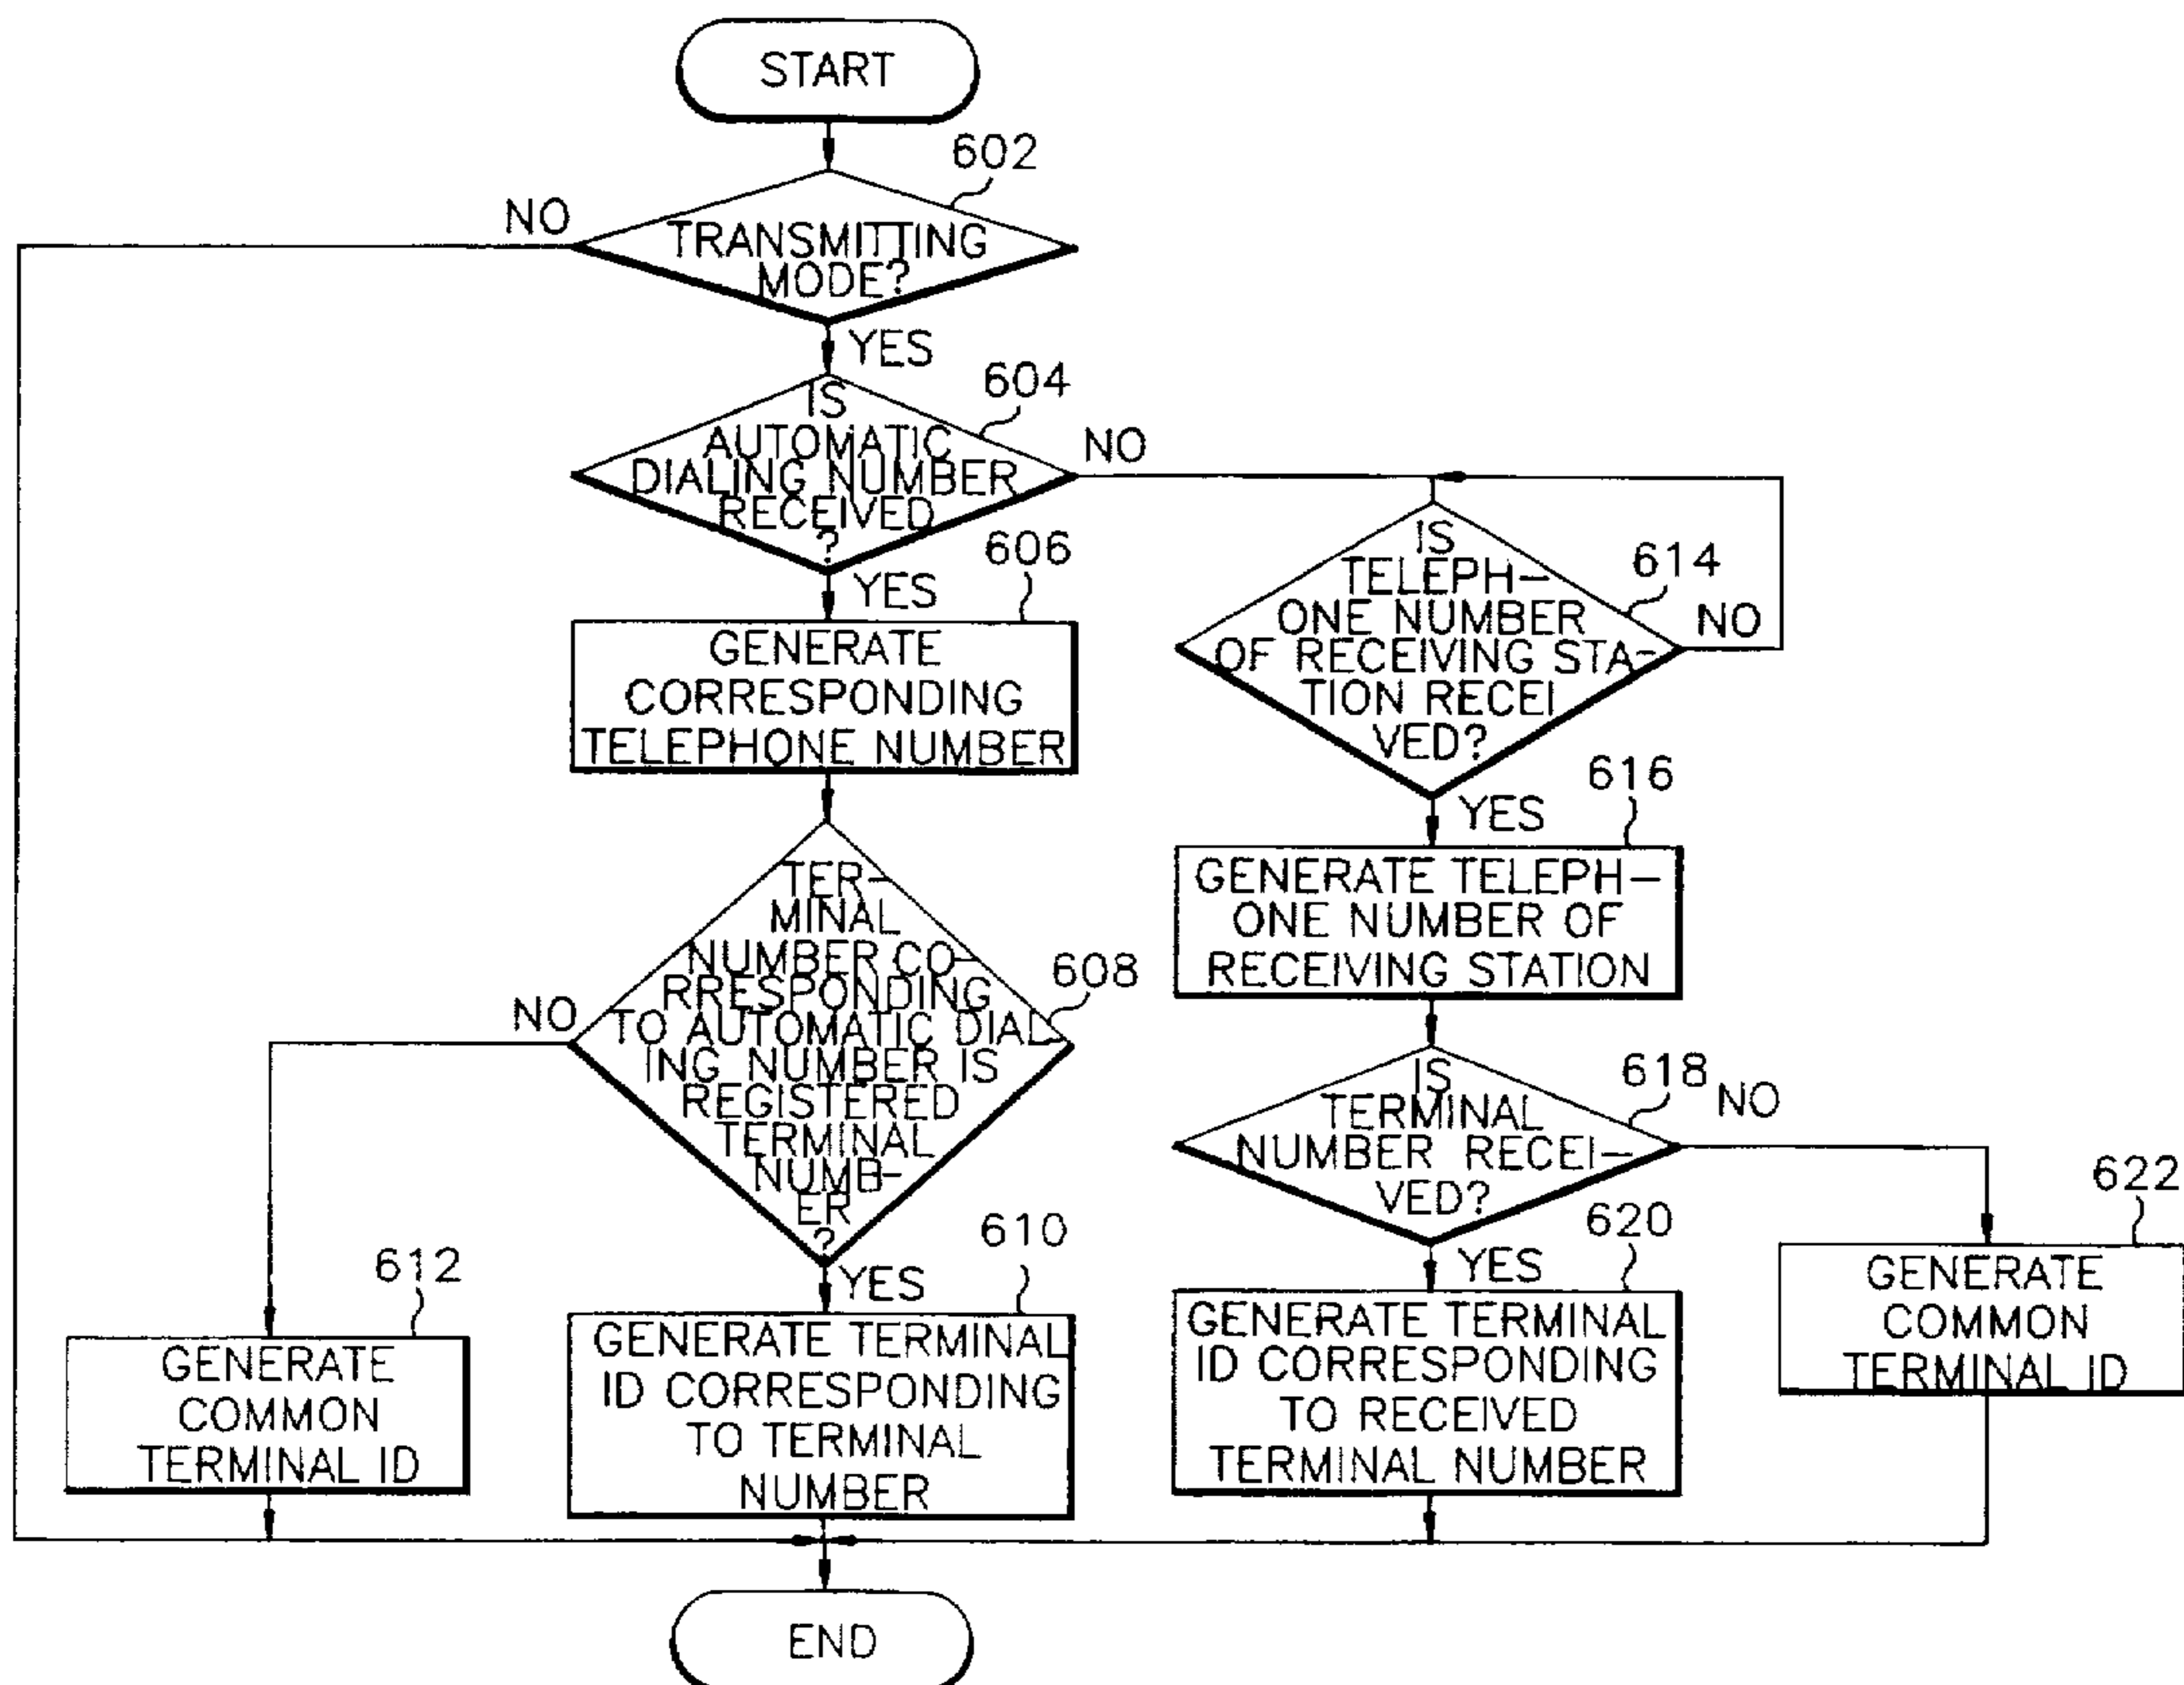 START
602
NO
TRANSMITTING
MODE?
YES
604
IS
AUTOMATIC
DIALING NUMBER
RECEIVED
?
NO
YES
606
GENERATE
CORRESPONDING
TELEPHONE NUMBER
IS
TELEPH-
ONE NUMBER
OF RECEIVING STA-
TION RECEI
VED?
614
NO
YES
616
GENERATE TELEPH-
ONE NUMBER OF
RECEIVING STATION
TER-
MINAL
NUMBER CO-
RRESPONDING
TO AUTOMATIC DIAL-
ING NUMBER IS
REGISTERED
TERMINAL
NUMB-
ER
?
608
NO
YES
IS
TERMINAL
NUMBER RECEI-
VED?
618
NO
YES
612
GENERATE
COMMON
TERMINAL ID
610
GENERATE TERMINAL
ID CORRESPONDING
TO TERMINAL
NUMBER
620
GENERATE TERMINAL
ID CORRESPONDING
TO RECEIVED
TERMINAL NUMBER
622
GENERATE
COMMON
TERMINAL ID
END